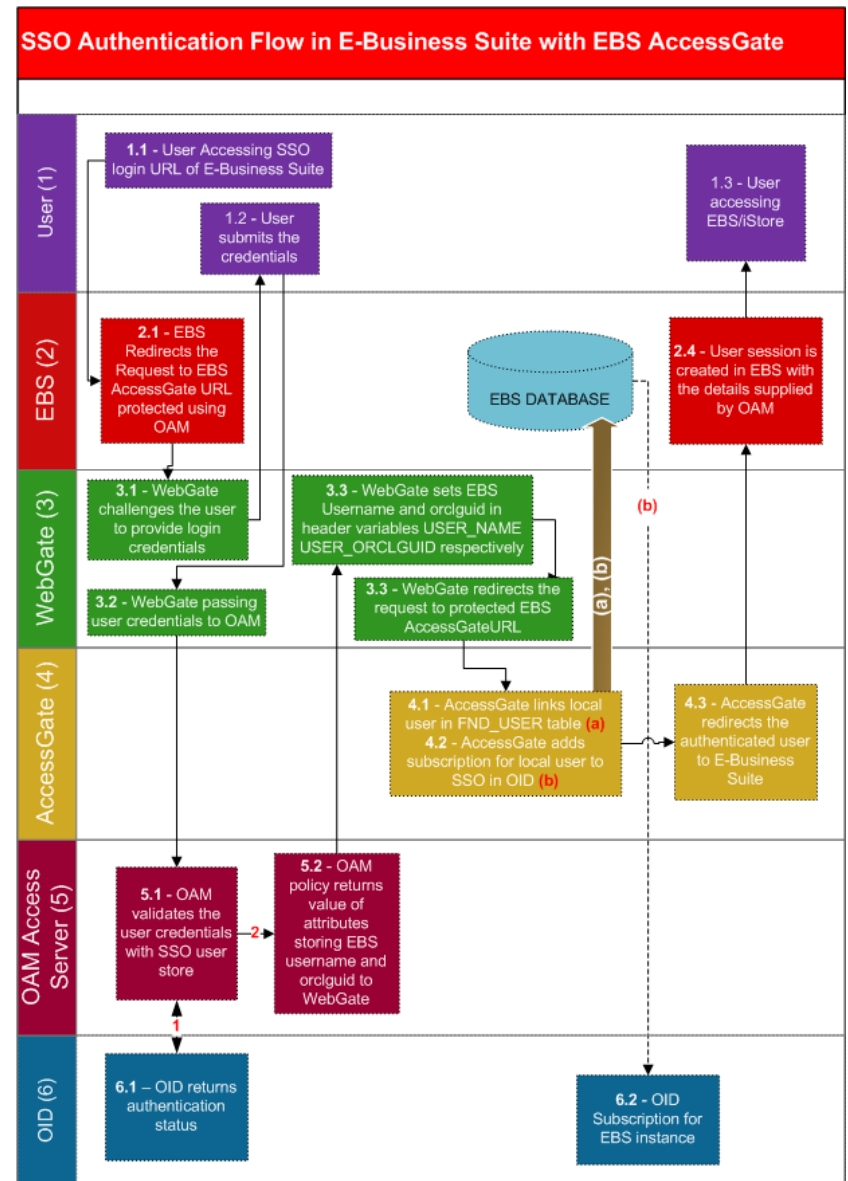 SSO Authentication Flow in E-Business Suite with EBS AccessGate
User (1)
1.1 - User Accessing SSO
login URL of E-Business Suite
1.2 - User
submits the
credentials
1.3 - User
accessing
EBS/iStore
EBS (2)
2.1 - EBS
Redirects the
Request to EBS
AccessGate URL
protected using
OAM
EBS DATABASE
2.4 - User session is
created in EBS with
the details supplied
by OAM
WebGate (3)
3.1 - WebGate
challenges the user
to provide login
credentials
3.2 - WebGate passing
user credentials to OAM
3.3 - WebGate sets EBS
Username and orclguid in
header variables USER_NAME
USER_ORCLGUID respectively
3.3 - WebGate redirects the
request to protected EBS
AccessGateURL
(a), (b)
(b)
AccessGate (4)
4.1 - AccessGate links local
user in FND_USER table (a)
4.2 - AccessGate adds
subscription for local user to
SSO in OID (b)
4.3 - AccessGate
redirects the
authenticated user
to E-Business
Suite
OAM Access
Server (5)
5.1 - OAM
validates the
user credentials
with SSO user
store
2
5.2 - OAM
policy returns
value of
attributes
storing EBS
username and
orclguid to
WebGate
1
OID (6)
6.1 – OID returns
authentication
status
6.2 - OID
Subscription for
EBS instance